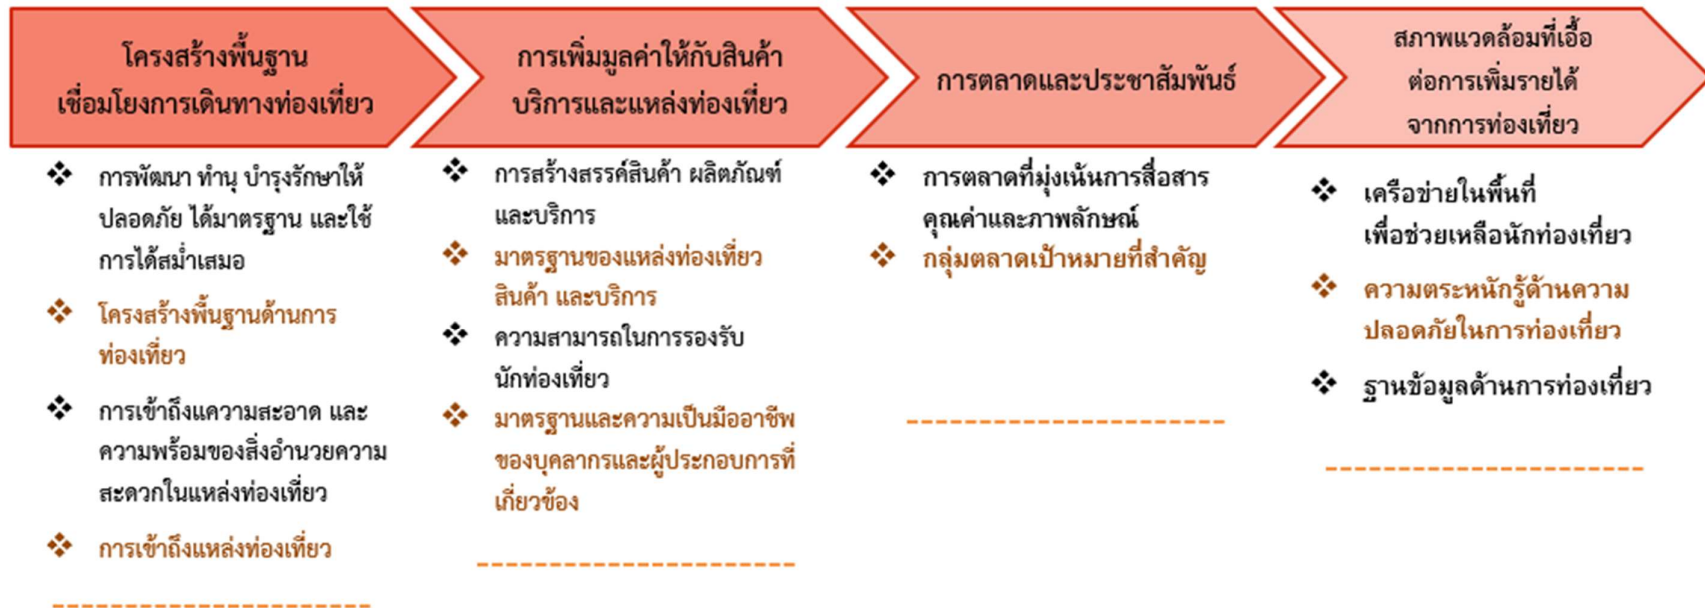 โครงสร้างพื้นฐาน
เชื่อมโยงการเดินทางท่องเที่ยว
การพัฒนา ทำนุ บำรุงรักษาให้
ปลอดภัย ได้มาตรฐาน และใช้
การได้สม่ำเสมอ
โครงสร้างพื้นฐานด้านการ
ท่องเที่ยว
การเข้าถึงแความสะอาด และ
ความพร้อมของสิ่งอำนวยความ
สะดวกในแหล่งท่องเที่ยว
การเข้าถึงแหล่งท่องเที่ยว
การเพิ่มมูลค่าให้กับสินค้า
บริการและแหล่งท่องเที่ยว
การสร้างสรรค์สินค้า ผลิตภัณฑ์
และบริการ
มาตรฐานของแหล่งท่องเที่ยว
สินค้า และบริการ
ความสามารถในการรองรับ
นักท่องเที่ยว
มาตรฐานและความเป็นมืออาชีพ
ของบุคลากรและผู้ประกอบการที่
เกี่ยวข้อง
การตลาดและประชาสัมพันธ์
การตลาดที่มุ่งเน้นการสื่อสาร
คุณค่าและภาพลักษณ์
กลุ่มตลาดเป้าหมายที่สำคัญ
สภาพแวดล้อมที่เอื้อ
ต่อการเพิ่มรายได้
จากการท่องเที่ยว
เครือข่ายในพื้นที่
เพื่อช่วยเหลือนักท่องเที่ยว
ความตระหนักรู้ด้านความ
ปลอดภัยในการท่องเที่ยว
ฐานข้อมูลด้านการท่องเที่ยว